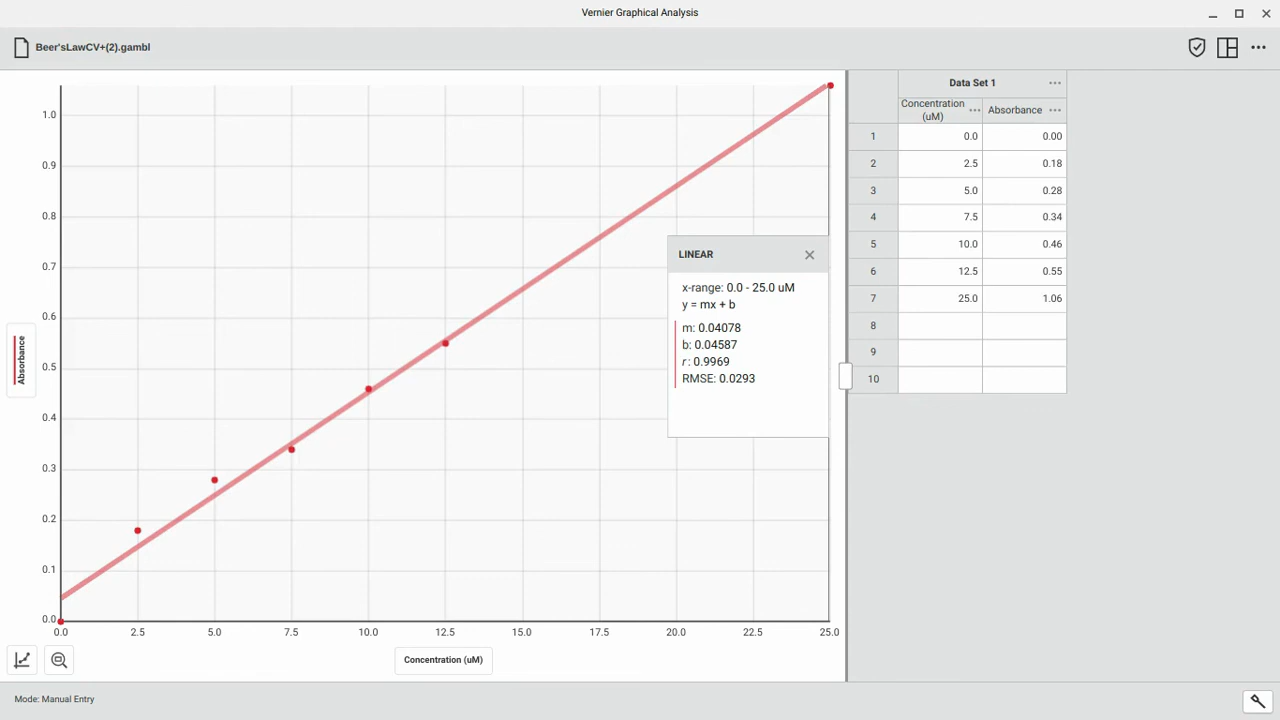 Vernier Graphical Analysis
Beer'sLawCV+(2).gambl
1.0
0.9
0.8
0.7
0.6
0.5
0.4
0.3
0.2
0.1
0.0
Absorbance
0.0 2.5 5.0 7.5 10.0 12.5 15.0 17.5 20.0 22.5 25.0
Concentration (uM)
LINEAR
x-range: 0.0 - 25.0 uM
y = mx + b
m: 0.04078
b: 0.04587
r: 0.9969
RMSE: 0.0293
Data Set 1
Concentration (uM) Absorbance
1 0.0 0.00
2 2.5 0.18
3 5.0 0.28
4 7.5 0.34
5 10.0 0.46
6 12.5 0.55
7 25.0 1.06
8
9
10
Mode: Manual Entry